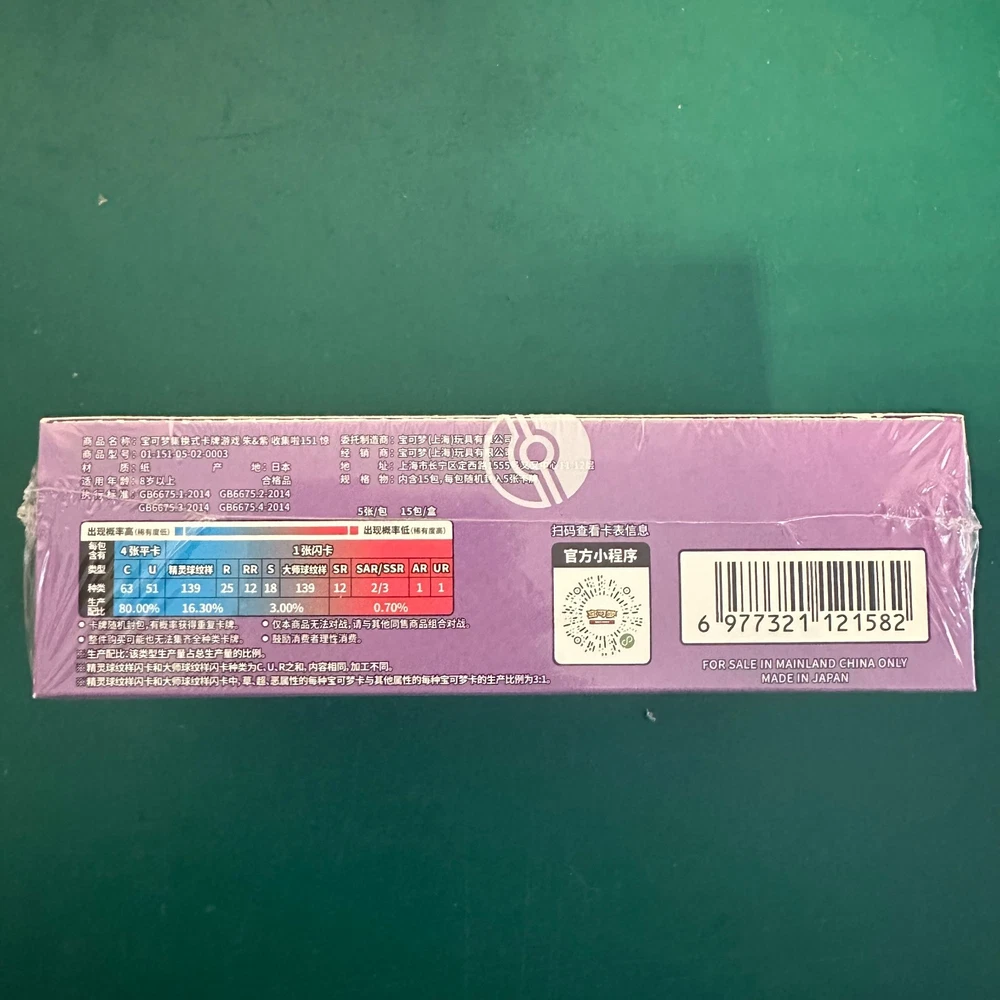 商品名称：宝可梦集换式卡牌游戏 朱&紫 收集啦151 惊
商品型号：01-151-05-02-0003
材 质：纸 产 地：日本
适用年龄：8岁以上 合格品
执行标准：GB6675.1-2014 GB6675.2-2014
GB6675.3-2014 GB6675.4-2014
委托制造商：宝可梦(上海)玩具有限公司
经 销 商：宝可梦(上海)玩具有限公司
地 址：上海市长宁区定西路1555号
规 格 物：内含15包,每包随机封入5张卡牌
5张/包 15包/盒
出现概率高(稀有度低) 出现概率低(稀有度高)
每包含有 4张平卡 1张闪卡
类型 C U 精灵球纹样 R RR S 大师球纹样 SR SAR/SSR AR UR
种类 63 51 139 25 12 18 139 12 2/3 1 1
生产配比 80.00% 16.30% 3.00% 0.70%
• 卡牌随机封包,有概率获得重复卡牌。 • 仅本商品无法对战,请与其他同售商品组合对战。
• 整件购买可能也无法集齐全种类卡牌。 • 鼓励消费者理性消费。
※生产配比:该类型生产量占总生产量的比例。
※精灵球纹样闪卡和大师球纹样闪卡种类为C、U、R之和,内容相同,加工不同。
※精灵球纹样闪卡和大师球纹样闪卡中,草、超、恶属性的每种宝可梦卡与其他属性的每种宝可梦卡的生产比例为3:1。
扫码查看卡表信息
官方小程序
宝可梦
6 977321 121582
FOR SALE IN MAINLAND CHINA ONLY
MADE IN JAPAN